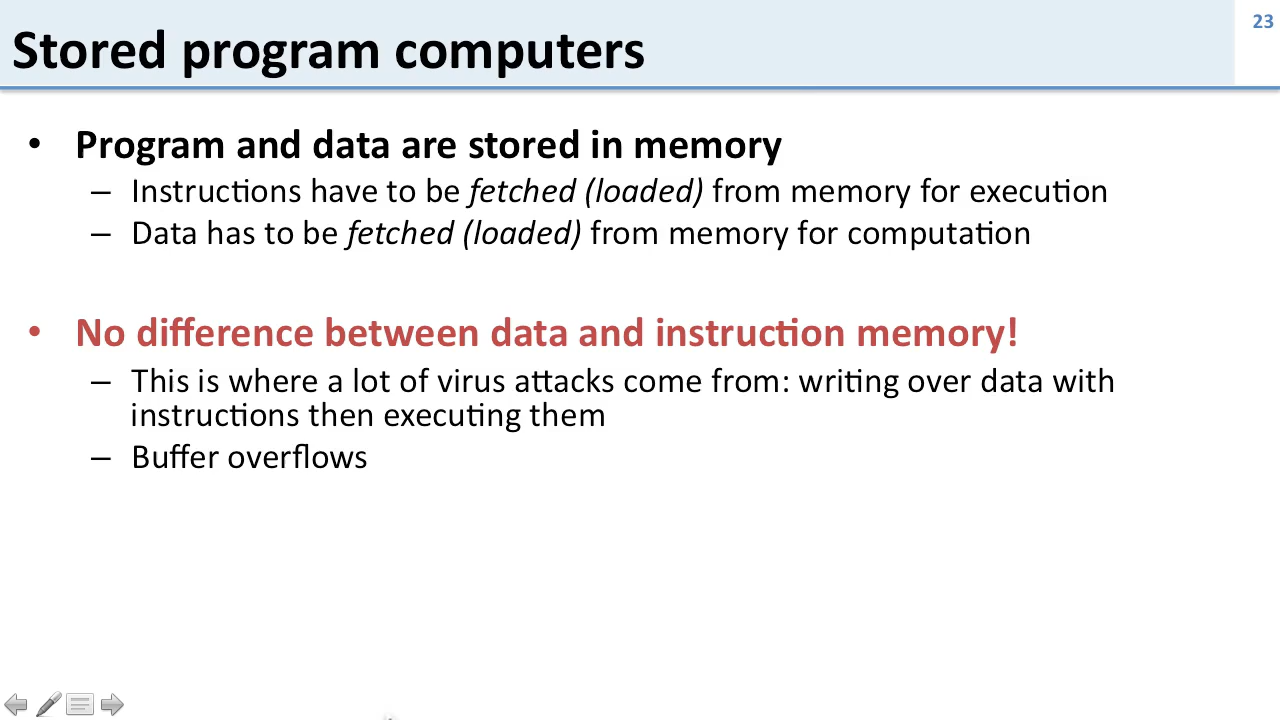 23
Stored program computers
• Program and data are stored in memory
– Instructions have to be fetched (loaded) from memory for execution
– Data has to be fetched (loaded) from memory for computation
• No difference between data and instruction memory!
– This is where a lot of virus attacks come from: writing over data with
instructions then executing them
– Buffer overflows